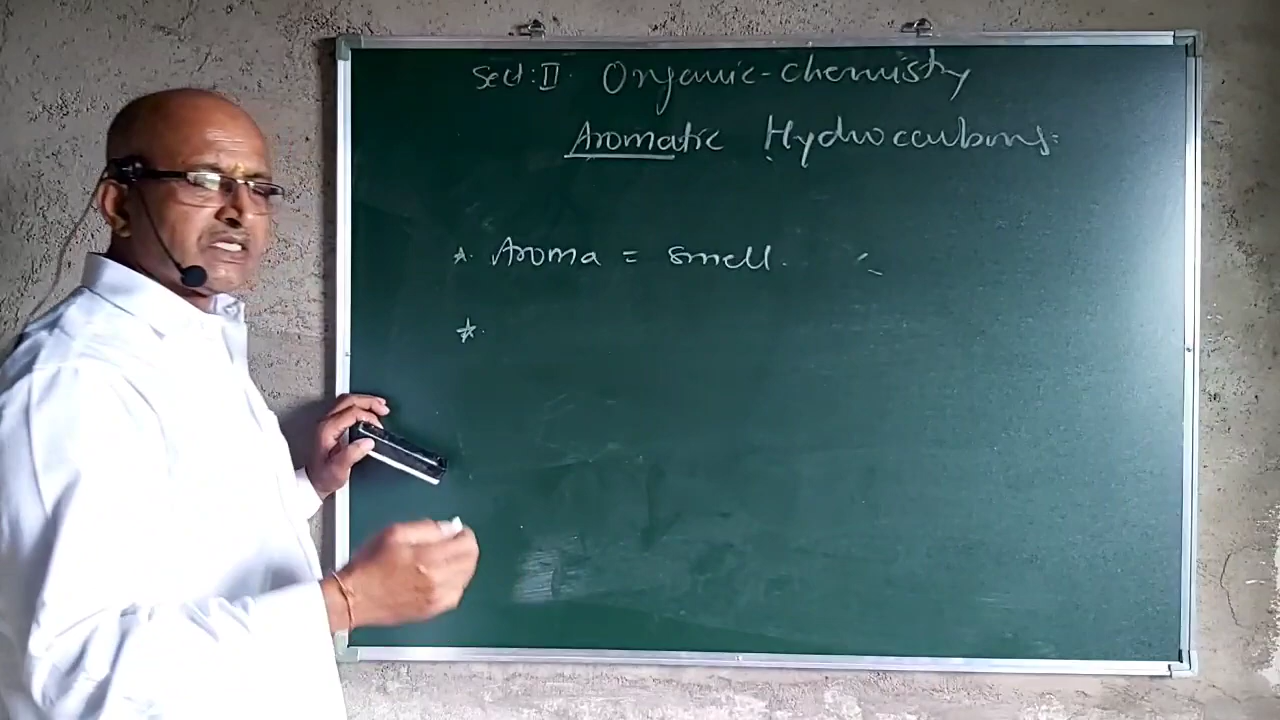 Sect: II. Organic-chemistry
Aromatic Hydrocarbons:
* Aroma = smell.
*.